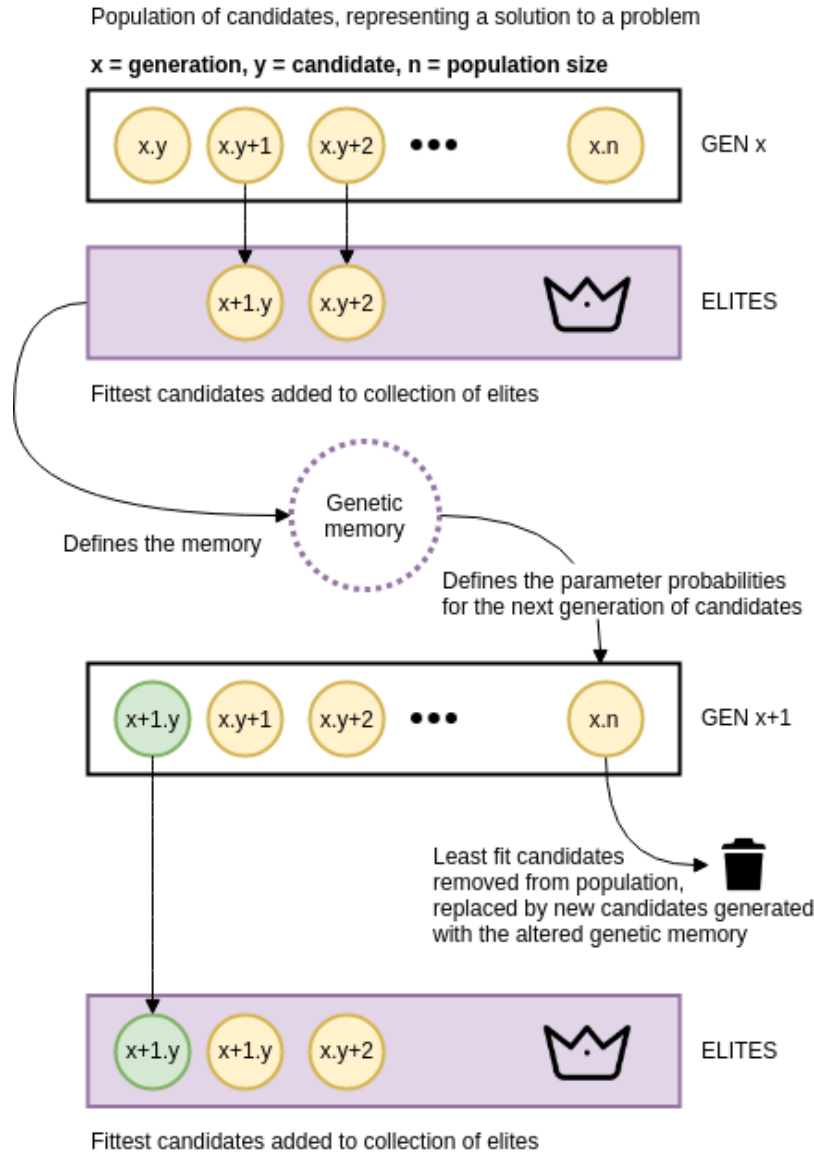 Population of candidates, representing a solution to a problem
x = generation, y = candidate, n = population size
x.y x.y+1 x.y+2 ••• x.n GEN x
x+1.y x.y+2 ELITES
Fittest candidates added to collection of elites
Genetic
memory
Defines the memory
Defines the parameter probabilities
for the next generation of candidates
x+1.y x.y+1 x.y+2 ••• x.n GEN x+1
Least fit candidates
removed from population,
replaced by new candidates generated
with the altered genetic memory
x+1.y x+1.y x.y+2 ELITES
Fittest candidates added to collection of elites